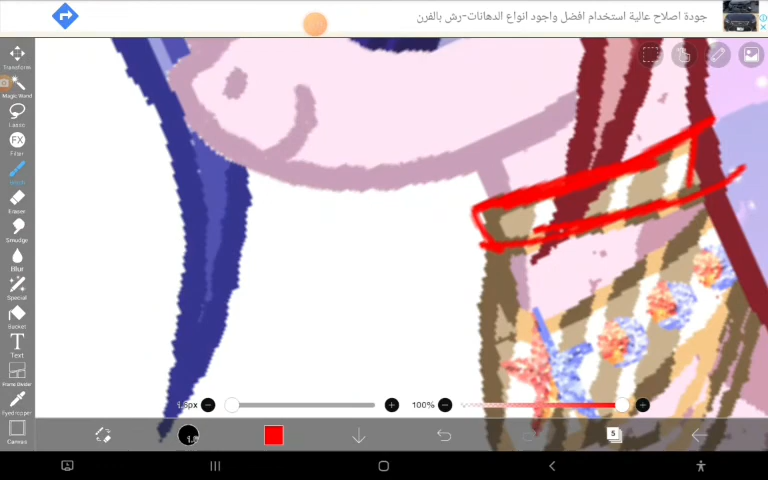 جودة اصلاح عالية استخدام افضل واجود انواع الدهانات-رش بالفرن
Transform
Magic Wand
Lasso
FX
Filter
Brush
Eraser
Smudge
Blur
Special
Bucket
T
Text
Frame Divider
Eyedropper
Canvas
100%
5